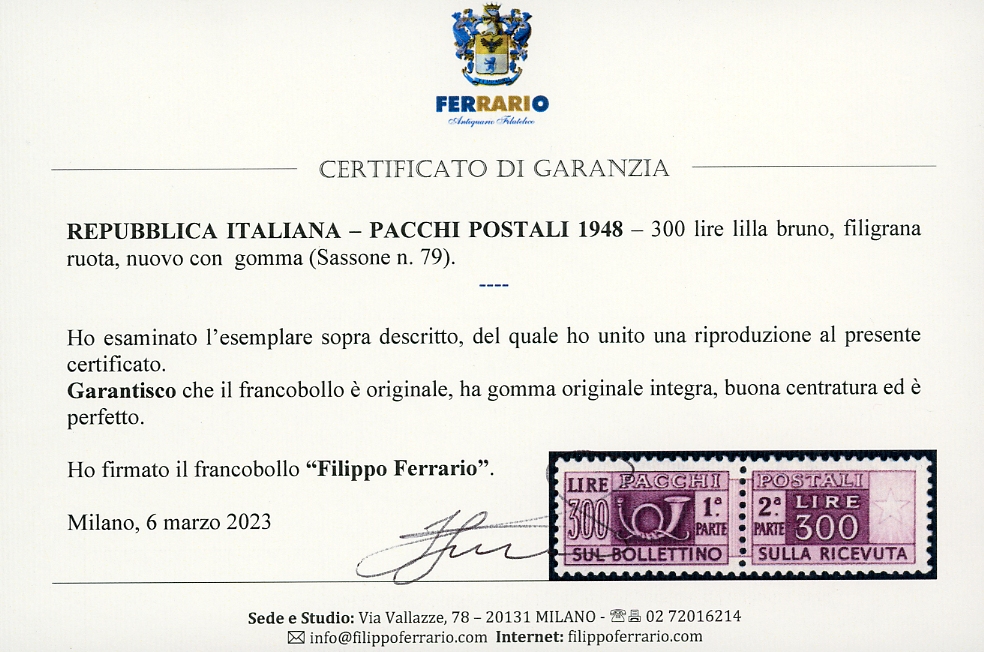 FERRARIO
Antiquario Filatelico
CERTIFICATO DI GARANZIA
REPUBBLICA ITALIANA – PACCHI POSTALI 1948 – 300 lire lilla bruno, filigrana
ruota, nuovo con gomma (Sassone n. 79).
----
Ho esaminato l’esemplare sopra descritto, del quale ho unito una riproduzione al presente
certificato.
Garantisco che il francobollo è originale, ha gomma originale integra, buona centratura ed è
perfetto.
Ho firmato il francobollo “Filippo Ferrario”.
Milano, 6 marzo 2023
LIRE PACCHI
300 1ª PARTE
SUL BOLLETTINO
POSTALI
2ª PARTE LIRE 300
SULLA RICEVUTA
Sede e Studio: Via Vallazze, 78 – 20131 MILANO - ☏ 02 72016214
✉ info@filippoferrario.com Internet: filippoferrario.com